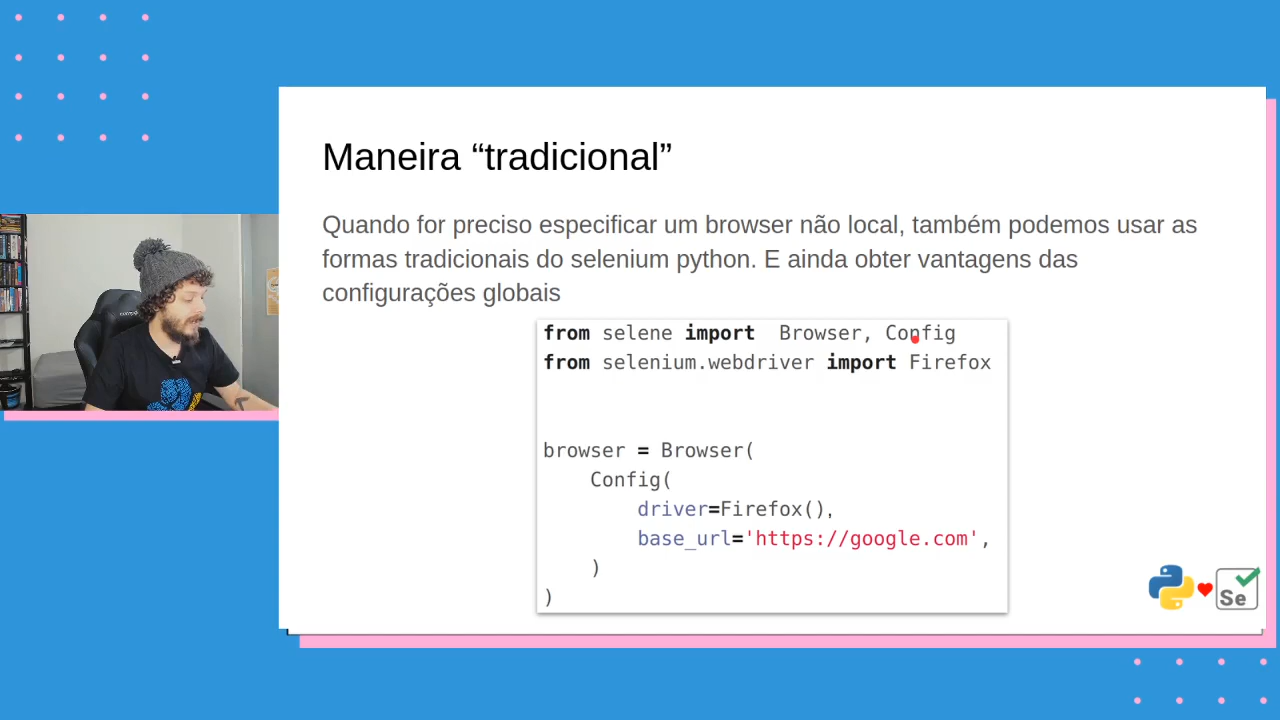 Maneira “tradicional”
Quando for preciso especificar um browser não local, também podemos usar as
formas tradicionais do selenium python. E ainda obter vantagens das
configurações globais
from selene import  Browser, Config
from selenium.webdriver import Firefox
browser = Browser(
    Config(
        driver=Firefox(),
        base_url='https://google.com',
    )
)
Se